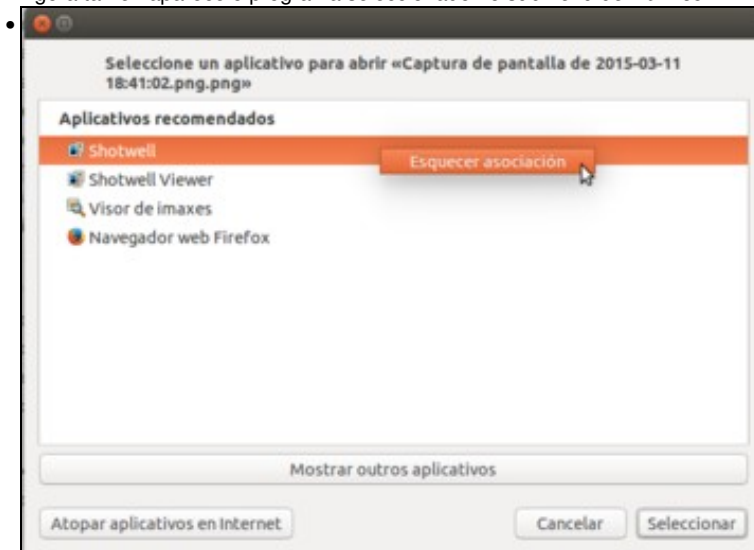 Seleccione un aplicativo para abrir «Captura de pantalla de 2015-03-11
18:41:02.png.png»
Aplicativos recomendados
Shotwell
Esquecer asociación
Shotwell Viewer
Visor de imaxes
Navegador web Firefox
Mostrar outros aplicativos
Atopar aplicativos en Internet
Cancelar
Seleccionar